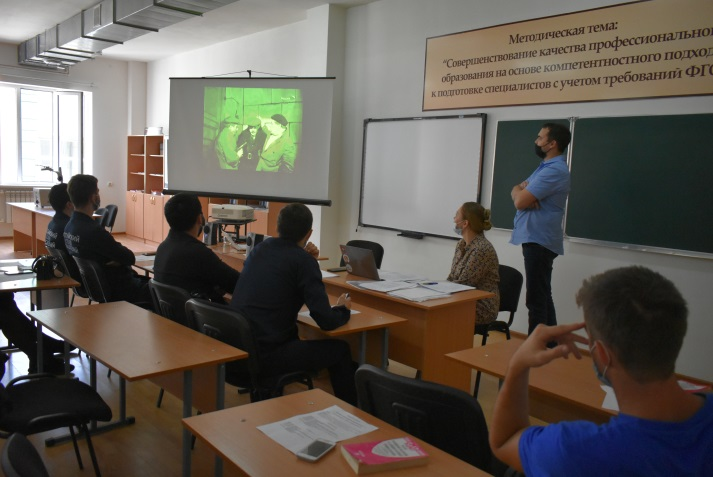 Методическая тема:
"Совершенствование качества профессионального
образования на основе компетентностного подхода
к подготовке специалистов с учетом требований ФГО